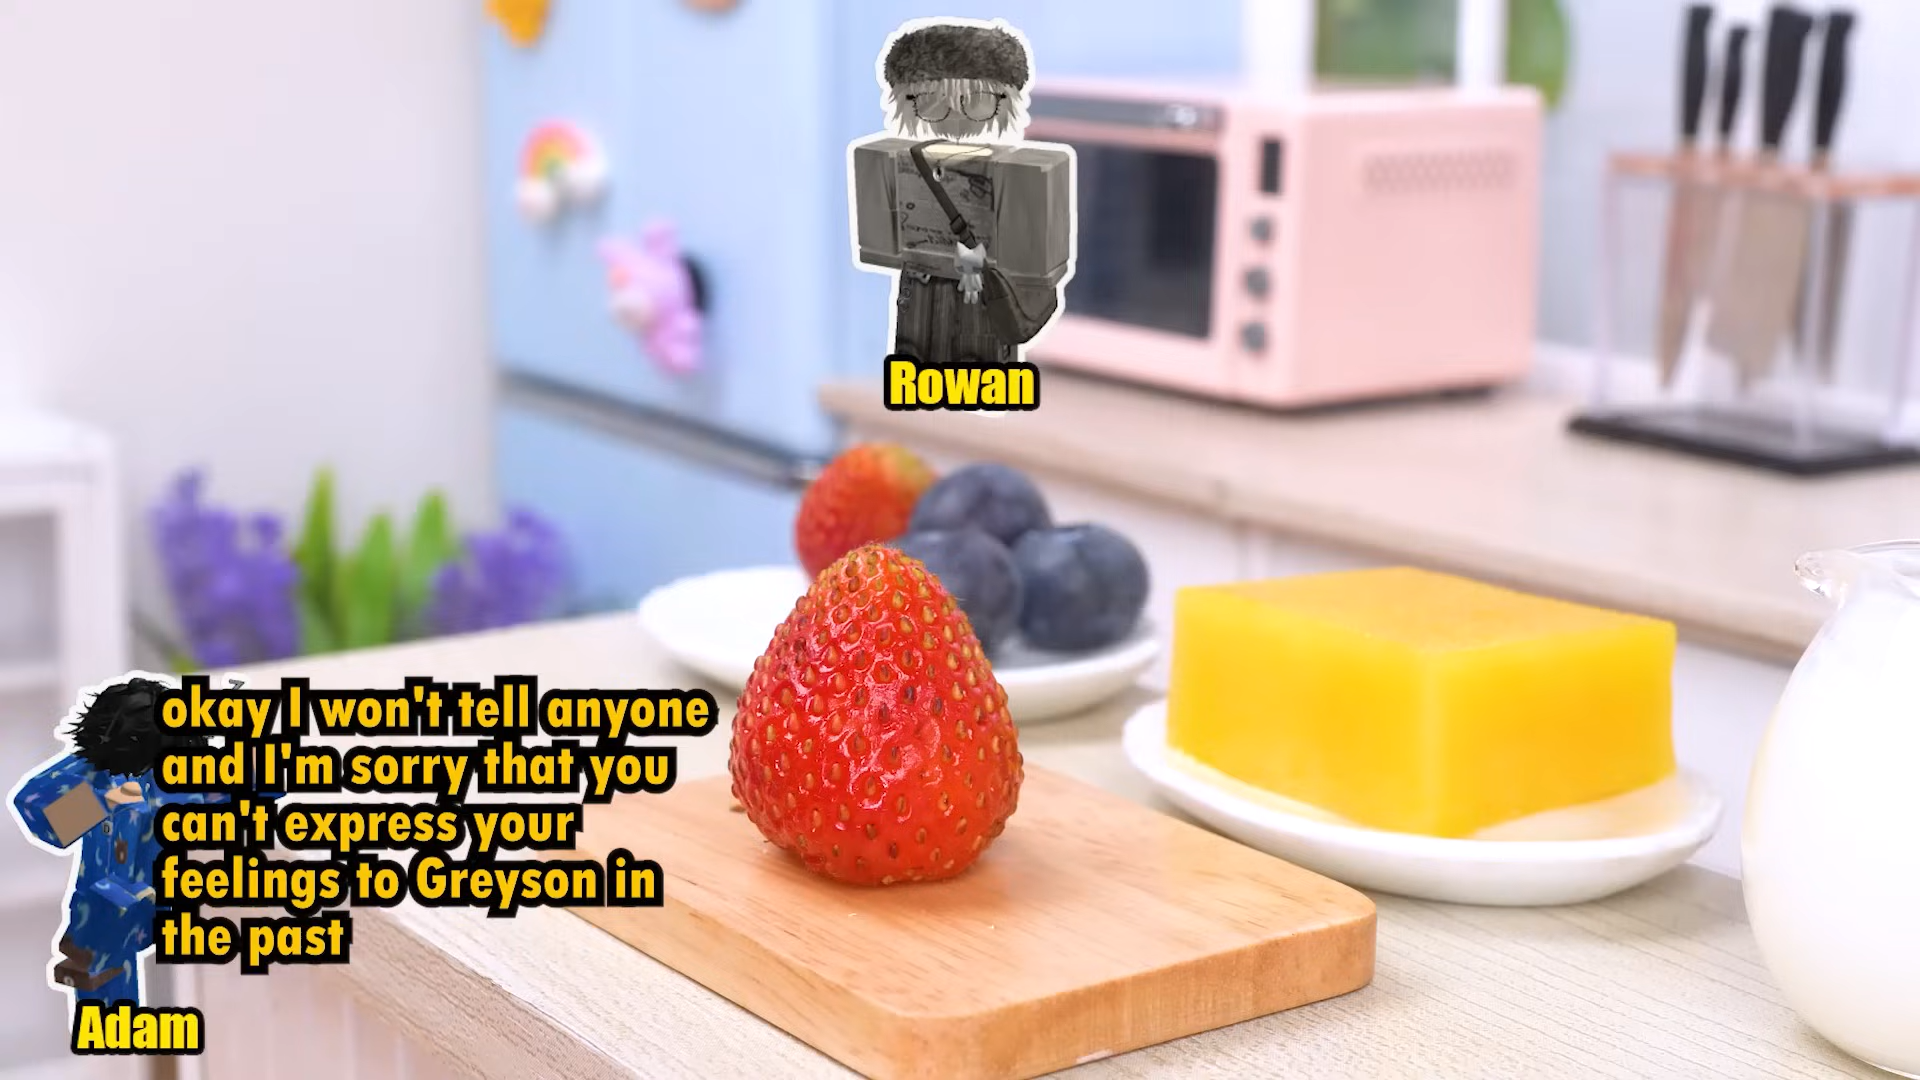 Rowan
okay I won't tell anyone
and I'm sorry that you
can't express your
feelings to Greyson in
the past
Adam